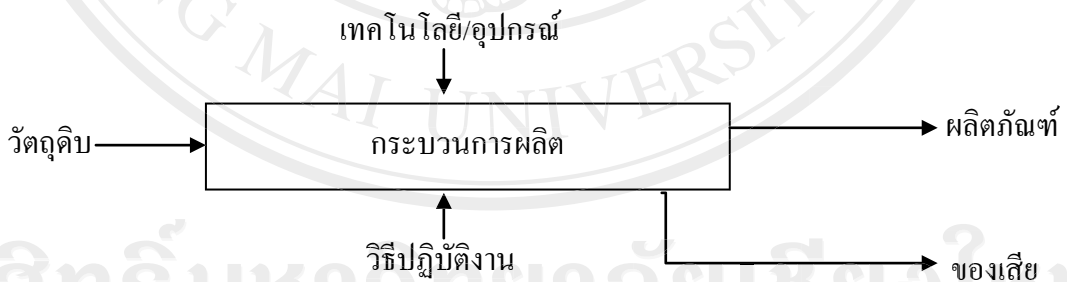 เทคโนโลยี/อุปกรณ์
วัตถุดิบ
กระบวนการผลิต
ผลิตภัณฑ์
วิธีปฏิบัติงาน
ของเสีย
MAI UNIVERSIT